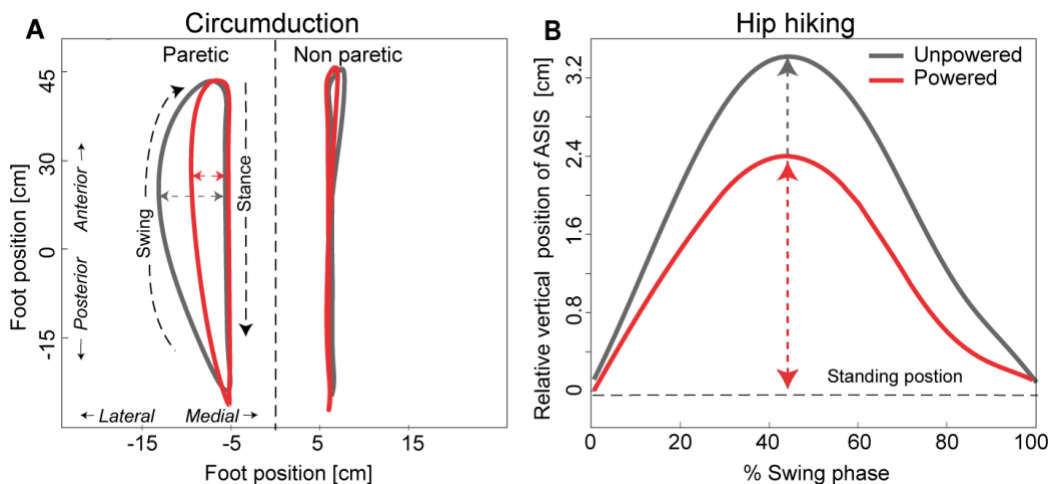 A
Circumduction
Paretic
Non paretic
Foot position [cm]
Anterior →
← Posterior
45
30
0
-15
Swing
Stance
← Lateral
Medial →
-15
-5
5
15
Foot position [cm]
B
Hip hiking
Unpowered
Powered
Relative vertical position of ASIS [cm]
3.2
2.4
1.6
0.8
0
Standing postion
0
20
40
60
80
100
% Swing phase